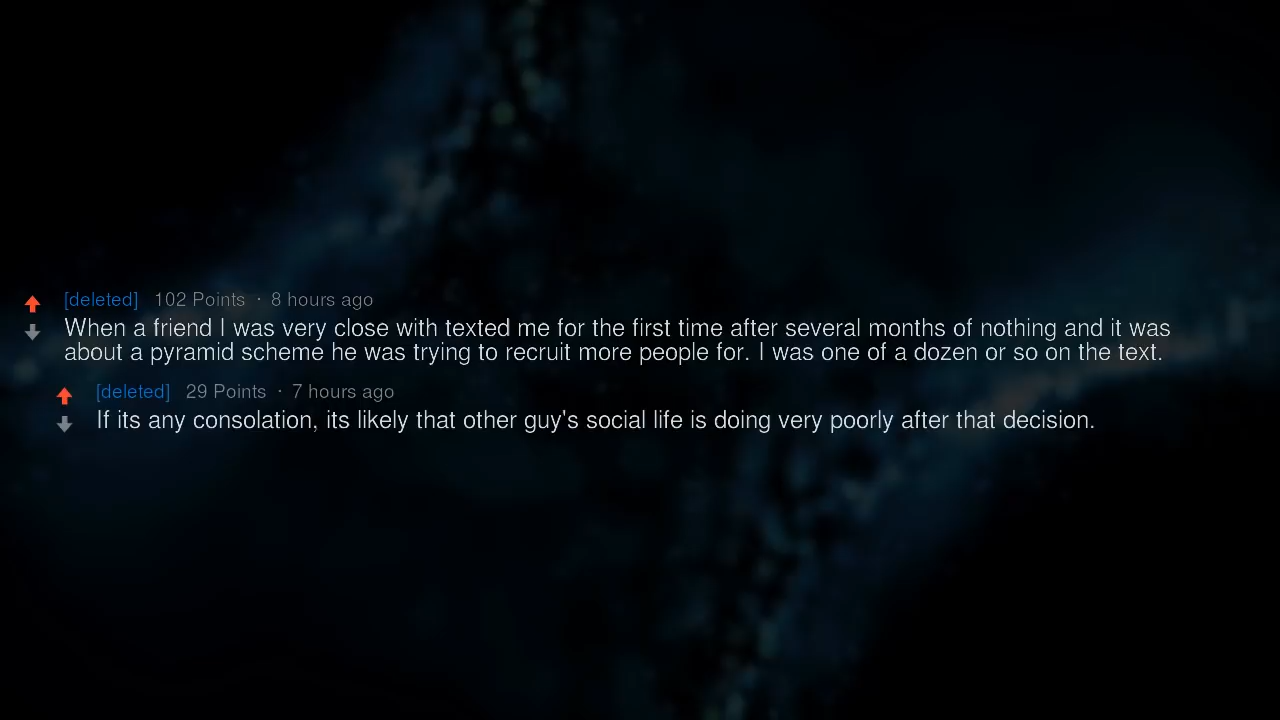 [deleted] 102 Points · 8 hours ago
When a friend I was very close with texted me for the first time after several months of nothing and it was
about a pyramid scheme he was trying to recruit more people for. I was one of a dozen or so on the text.
[deleted] 29 Points · 7 hours ago
If its any consolation, its likely that other guy's social life is doing very poorly after that decision.